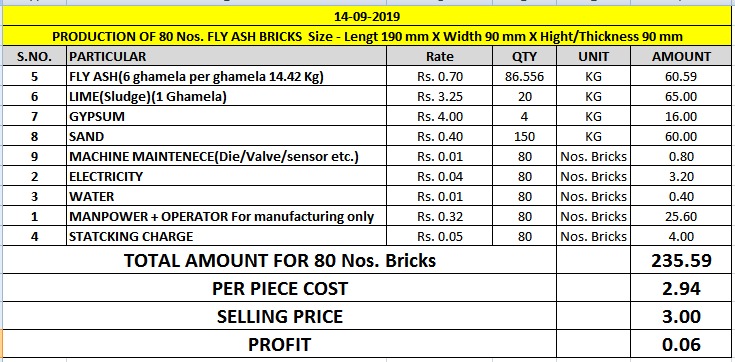 14-09-2019
PRODUCTION OF 80 Nos. FLY ASH BRICKS Size - Lengt 190 mm X Width 90 mm X Hight/Thickness 90 mm
S.NO. PARTICULAR Rate QTY UNIT AMOUNT
5 FLY ASH(6 ghamela per ghamela 14.42 Kg) Rs. 0.70 86.556 KG 60.59
6 LIME(Sludge)(1 Ghamela) Rs. 3.25 20 KG 65.00
7 GYPSUM Rs. 4.00 4 KG 16.00
8 SAND Rs. 0.40 150 KG 60.00
9 MACHINE MAINTENECE(Die/Valve/sensor etc.) Rs. 0.01 80 Nos. Bricks 0.80
2 ELECTRICITY Rs. 0.04 80 Nos. Bricks 3.20
3 WATER Rs. 0.01 80 Nos. Bricks 0.40
1 MANPOWER + OPERATOR For manufacturing only Rs. 0.32 80 Nos. Bricks 25.60
4 STATCKING CHARGE Rs. 0.05 80 Nos. Bricks 4.00
TOTAL AMOUNT FOR 80 Nos. Bricks 235.59
PER PIECE COST 2.94
SELLING PRICE 3.00
PROFIT 0.06